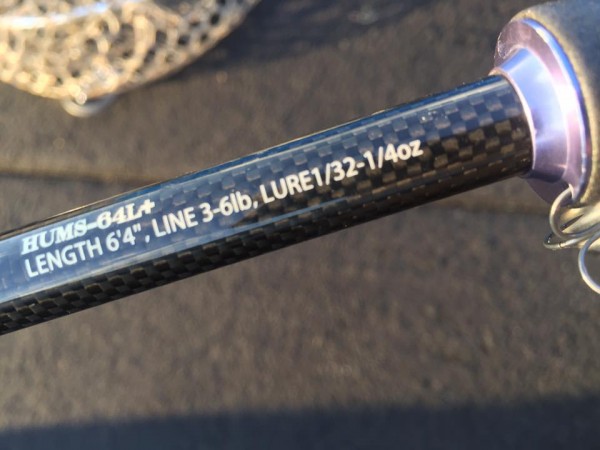 HUMS-64L+
LENGTH 6'4", LINE 3-6lb, LURE1/32-1/4oz